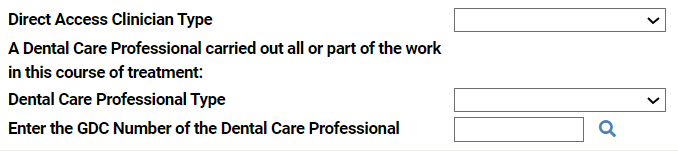 Direct Access Clinician Type
A Dental Care Professional carried out all or part of the work
in this course of treatment:
Dental Care Professional Type
Enter the GDC Number of the Dental Care Professional